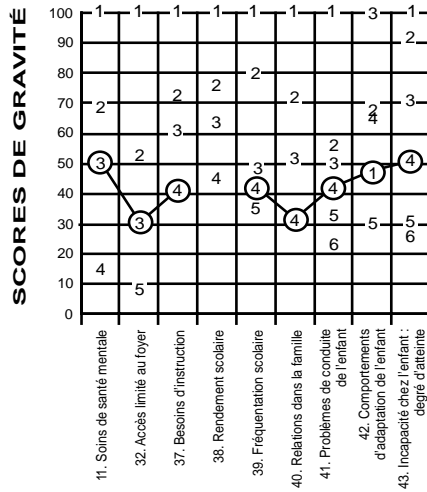 SCORES DE GRAVITÉ
100 1 1 1 1 1 1 1 3 1
90 2
80 2
70 2 2 2 2 2 3
60 3 3 4
50 3 2 3 3 3 2 3 4
40 4 4 4 4 1
30 3 5 4 5 5 5
20 3 6
10 4 5
0
11. Soins de santé mentale
32. Accès limité au foyer
37. Besoins d'instruction
38. Rendement scolaire
39. Fréquentation scolaire
40. Relations dans la famille
41. Problèmes de conduite
de l'enfant
42. Comportements
d'adaptation de l'enfant
43. Incapacité chez l'enfant :
degré d'atteinte